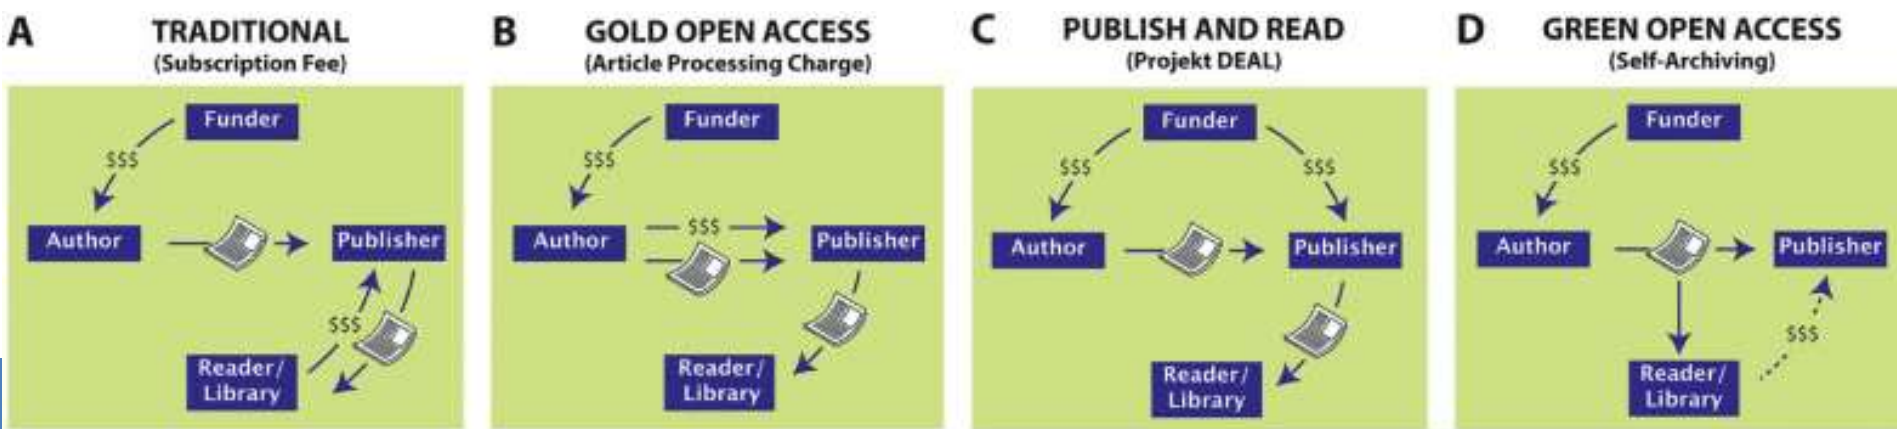 A TRADITIONAL
(Subscription Fee)
Funder
$$$
Author
Publisher
$$$
Reader/
Library
B GOLD OPEN ACCESS
(Article Processing Charge)
Funder
$$$
Author
$$$
Publisher
Reader/
Library
C PUBLISH AND READ
(Projekt DEAL)
Funder
$$$
$$$
Author
Publisher
Reader/
Library
D GREEN OPEN ACCESS
(Self-Archiving)
Funder
$$$
Author
Publisher
$$$
Reader/
Library